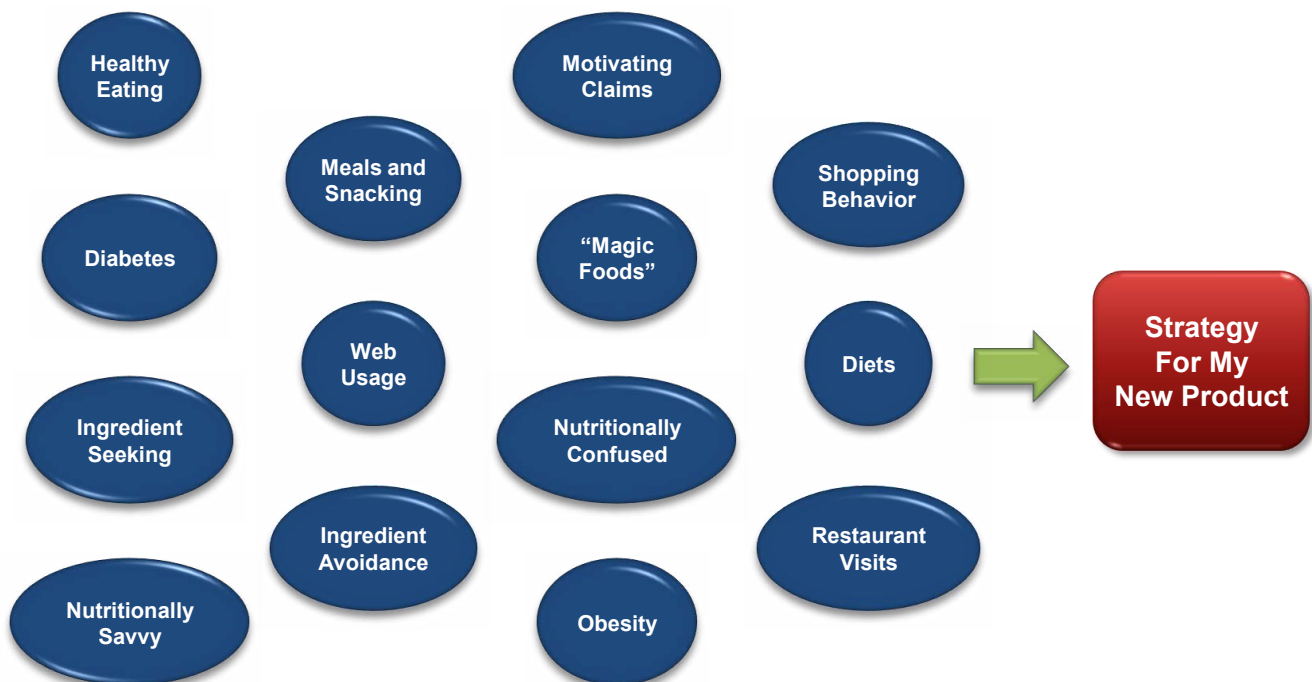 Healthy
Eating
Diabetes
Ingredient
Seeking
Nutritionally
Savvy
Meals and
Snacking
Web
Usage
Ingredient
Avoidance
Motivating
Claims
“Magic
Foods”
Nutritionally
Confused
Obesity
Shopping
Behavior
Diets
Restaurant
Visits
Strategy
For My
New Product